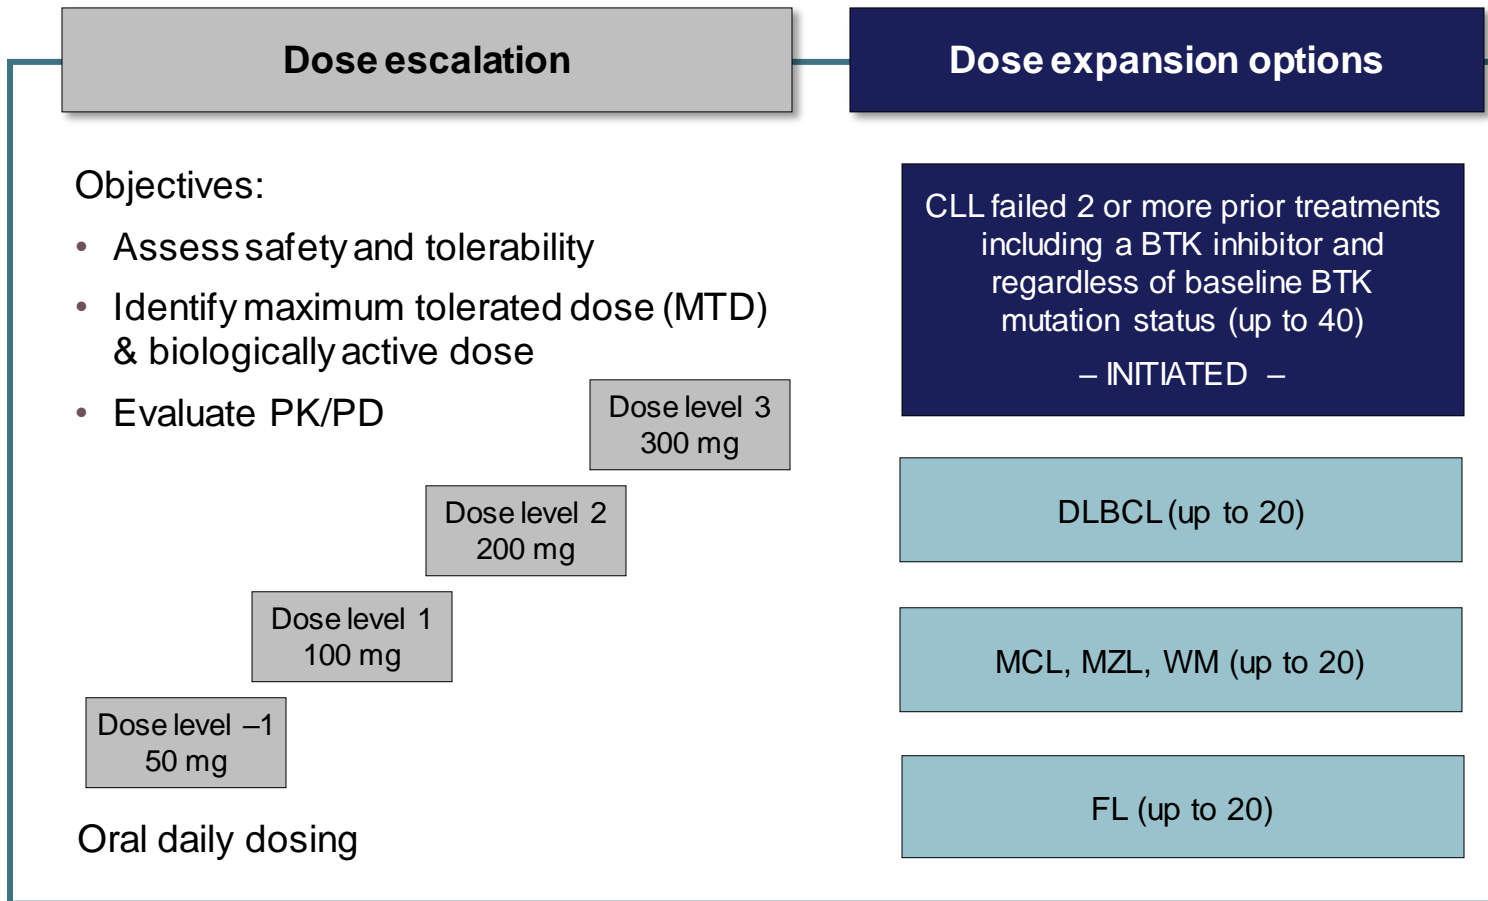 Dose escalation
Objectives:
• Assess safety and tolerability
• Identify maximum tolerated dose (MTD)
& biologically active dose
• Evaluate PK/PD
Dose level 3
300 mg
Dose level 2
200 mg
Dose level 1
100 mg
Dose level –1
50 mg
Oral daily dosing
Dose expansion options
CLL failed 2 or more prior treatments
including a BTK inhibitor and
regardless of baseline BTK
mutation status (up to 40)
– INITIATED –
DLBCL (up to 20)
MCL, MZL, WM (up to 20)
FL (up to 20)